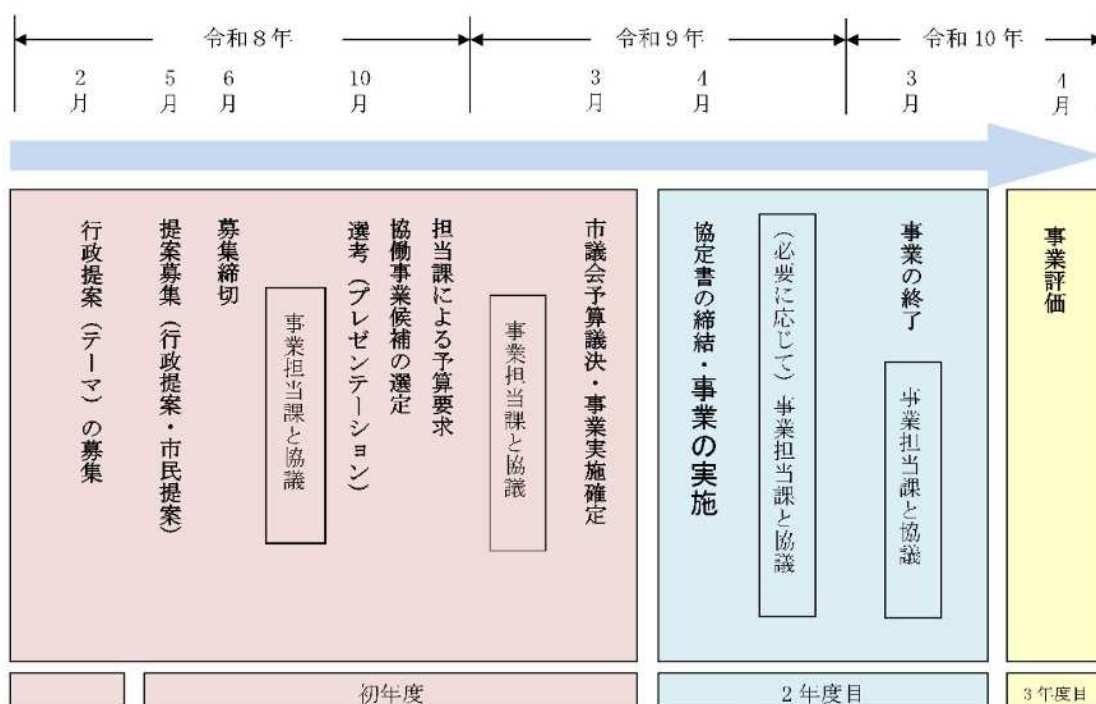 令和８年
令和９年
令和10年
2月
5月
6月
10月
3月
4月
3月
4月
行政提案（テーマ）の募集
提案募集（行政提案・市民提案）
募集締切
事業担当課と協議
選考（プレゼンテーション）
協働事業候補の選定
担当課による予算要求
事業担当課と協議
市議会予算議決・事業実施確定
協定書の締結・事業の実施
（必要に応じて）事業担当課と協議
事業の終了
事業担当課と協議
事業評価
初年度
２年度目
３年度目